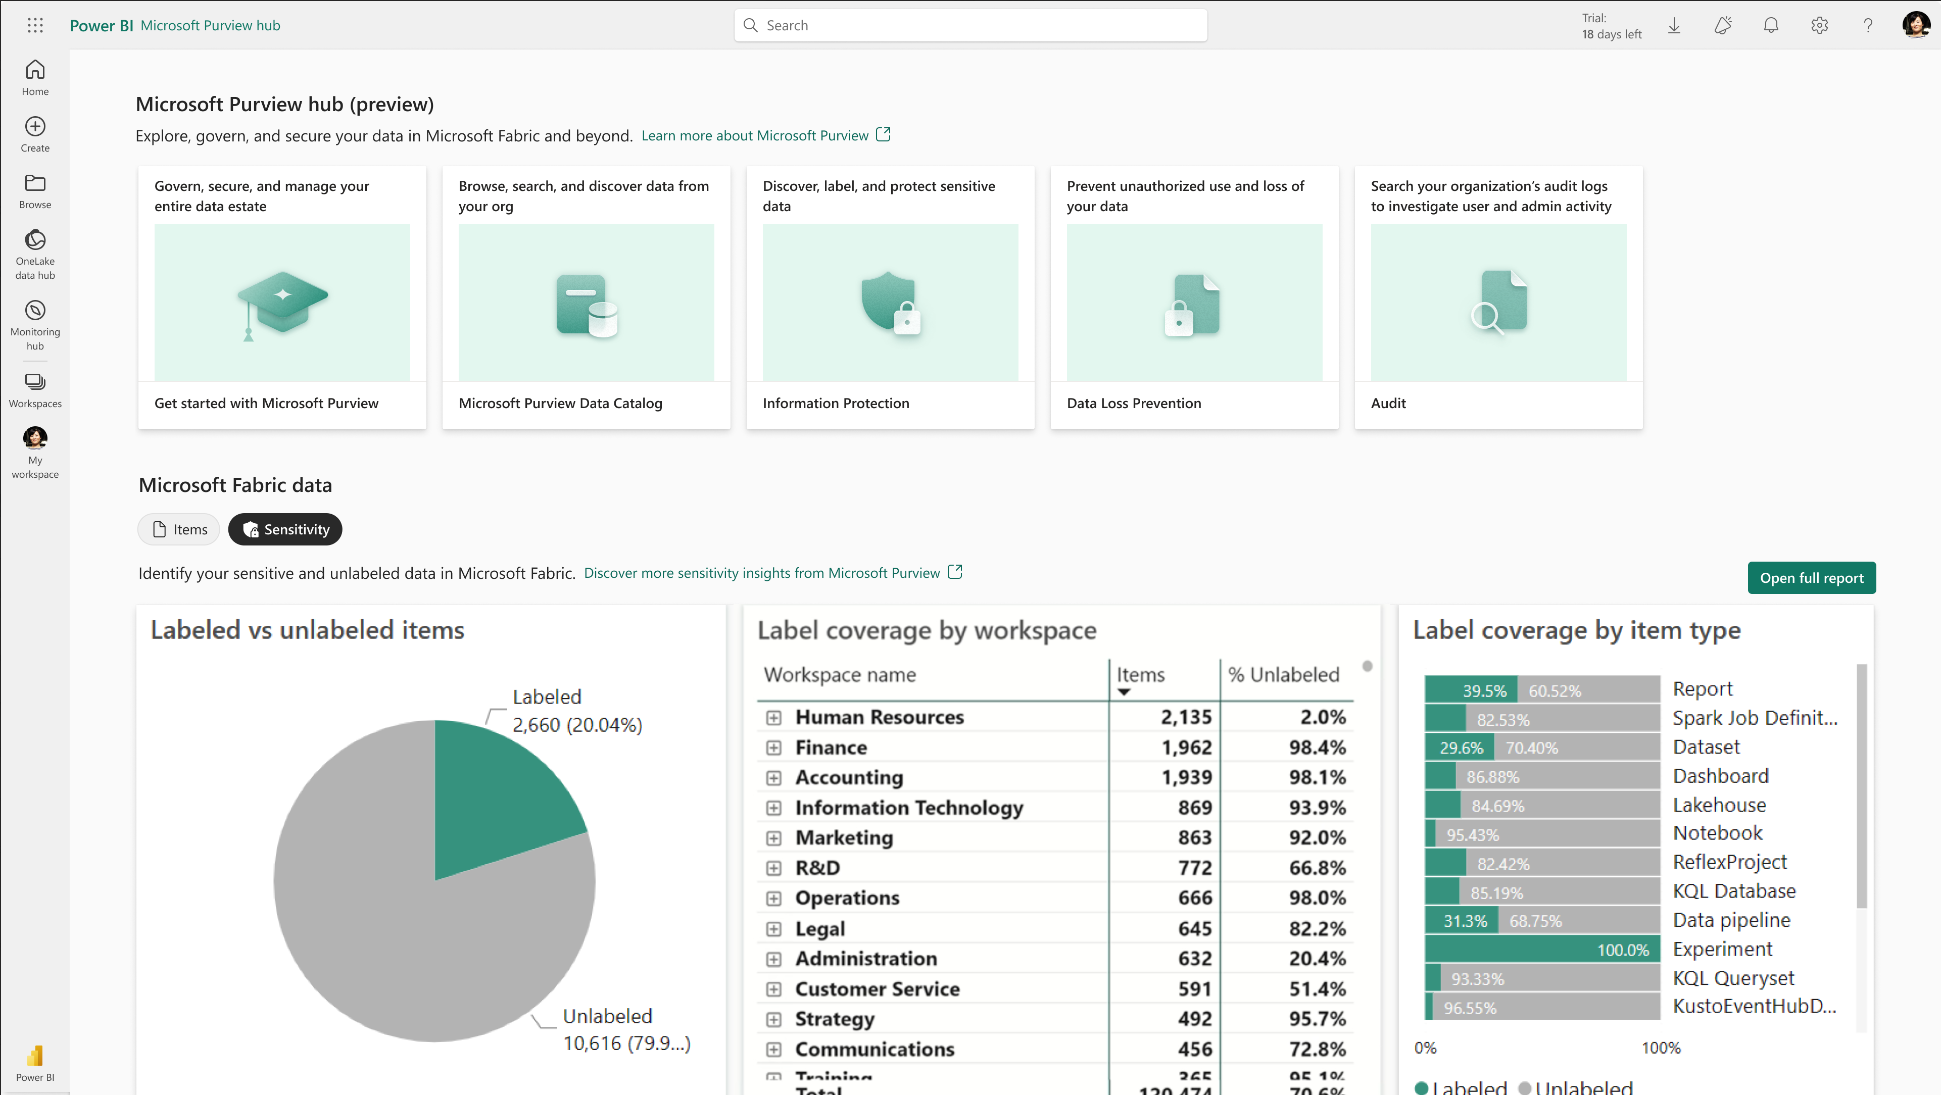 Power BI Microsoft Purview hub
Search
Trial:
18 days left
Home
Create
Browse
OneLake
data hub
Monitoring
hub
Workspaces
My
workspace
Power BI
Microsoft Purview hub (preview)
Explore, govern, and secure your data in Microsoft Fabric and beyond. Learn more about Microsoft Purview
Govern, secure, and manage your
entire data estate
Get started with Microsoft Purview
Browse, search, and discover data from
your org
Microsoft Purview Data Catalog
Discover, label, and protect sensitive
data
Information Protection
Prevent unauthorized use and loss of
your data
Data Loss Prevention
Search your organization's audit logs
to investigate user and admin activity
Audit
Microsoft Fabric data
Items
Sensitivity
Identify your sensitive and unlabeled data in Microsoft Fabric. Discover more sensitivity insights from Microsoft Purview
Open full report
Labeled vs unlabeled items
Labeled
2,660 (20.04%)
Unlabeled
10,616 (79.9...)
Label coverage by workspace
Workspace name Items % Unlabeled
Human Resources 2,135 2.0%
Finance 1,962 98.4%
Accounting 1,939 98.1%
Information Technology 869 93.9%
Marketing 863 92.0%
R&D 772 66.8%
Operations 666 98.0%
Legal 645 82.2%
Administration 632 20.4%
Customer Service 591 51.4%
Strategy 492 95.7%
Communications 456 72.8%
Training 365 95.1%
Total 120,474 70.6%
Label coverage by item type
39.5% 60.52% Report
82.53% Spark Job Definit...
29.6% 70.40% Dataset
86.88% Dashboard
84.69% Lakehouse
95.43% Notebook
82.42% ReflexProject
85.19% KQL Database
31.3% 68.75% Data pipeline
100.0% Experiment
93.33% KQL Queryset
96.55% KustoEventHubD...
0% 100%
Labeled Unlabeled